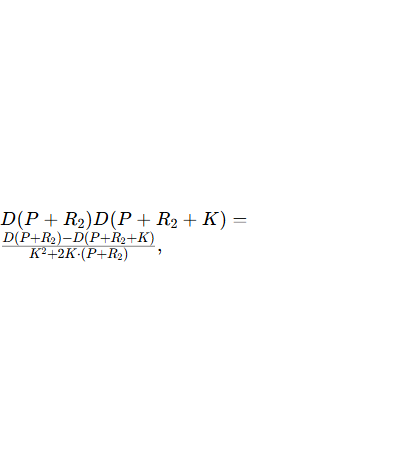 $D(P + R_2)D(P + R_2 + K) =$
$\frac{D(P+R_2)-D(P+R_2+K)}{K^2+2K\cdot(P+R_2)},$